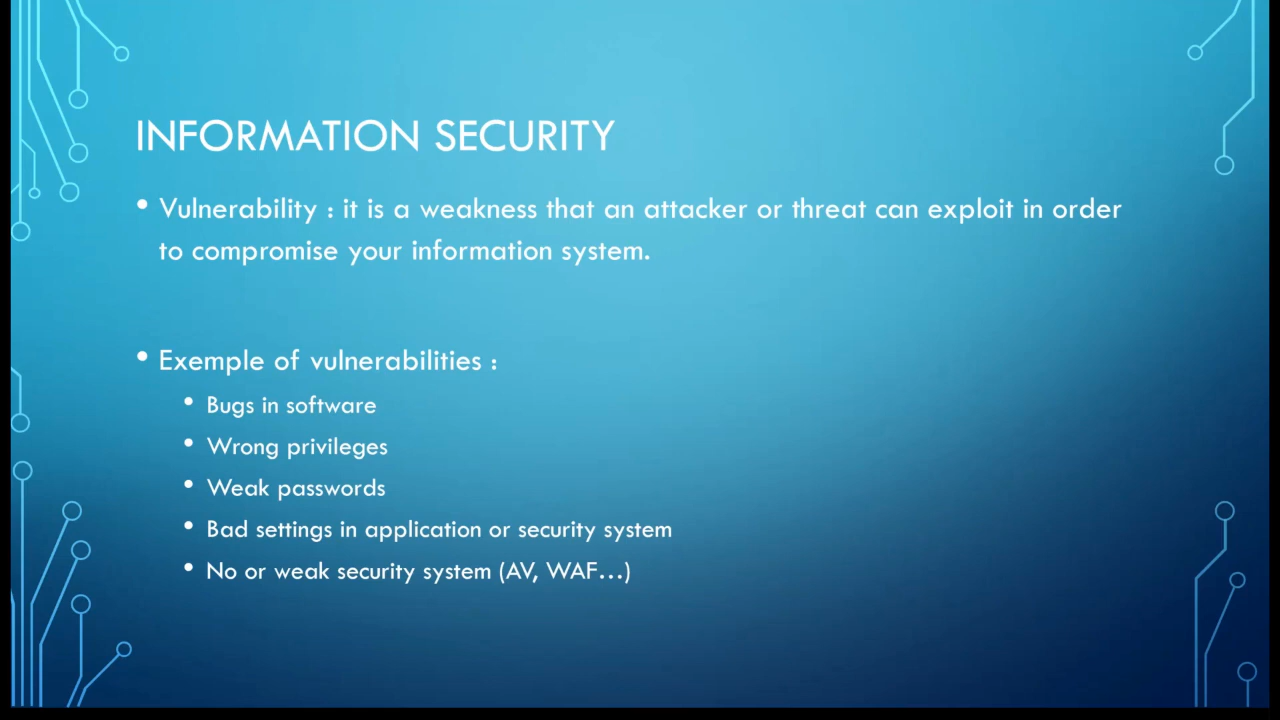 INFORMATION SECURITY
• Vulnerability : it is a weakness that an attacker or threat can exploit in order
to compromise your information system.
• Exemple of vulnerabilities :
• Bugs in software
• Wrong privileges
• Weak passwords
• Bad settings in application or security system
• No or weak security system (AV, WAF...)